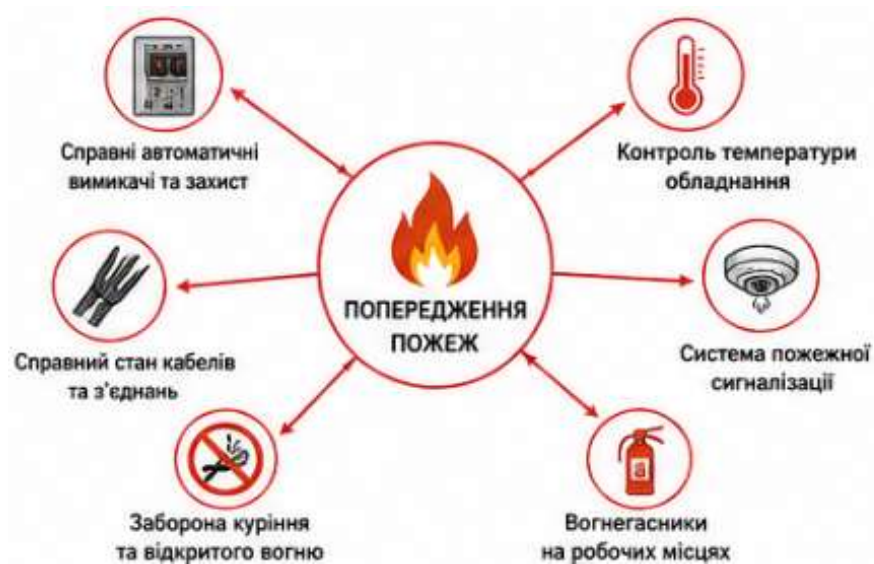 Справні автоматичні
вимикачі та захист
Контроль температури
обладнання
ПОПЕРЕДЖЕННЯ
ПОЖЕЖ
Справний стан кабелів
та з’єднань
Система пожежної
сигналізації
Заборона куріння
та відкритого вогню
Вогнегасники
на робочих місцях